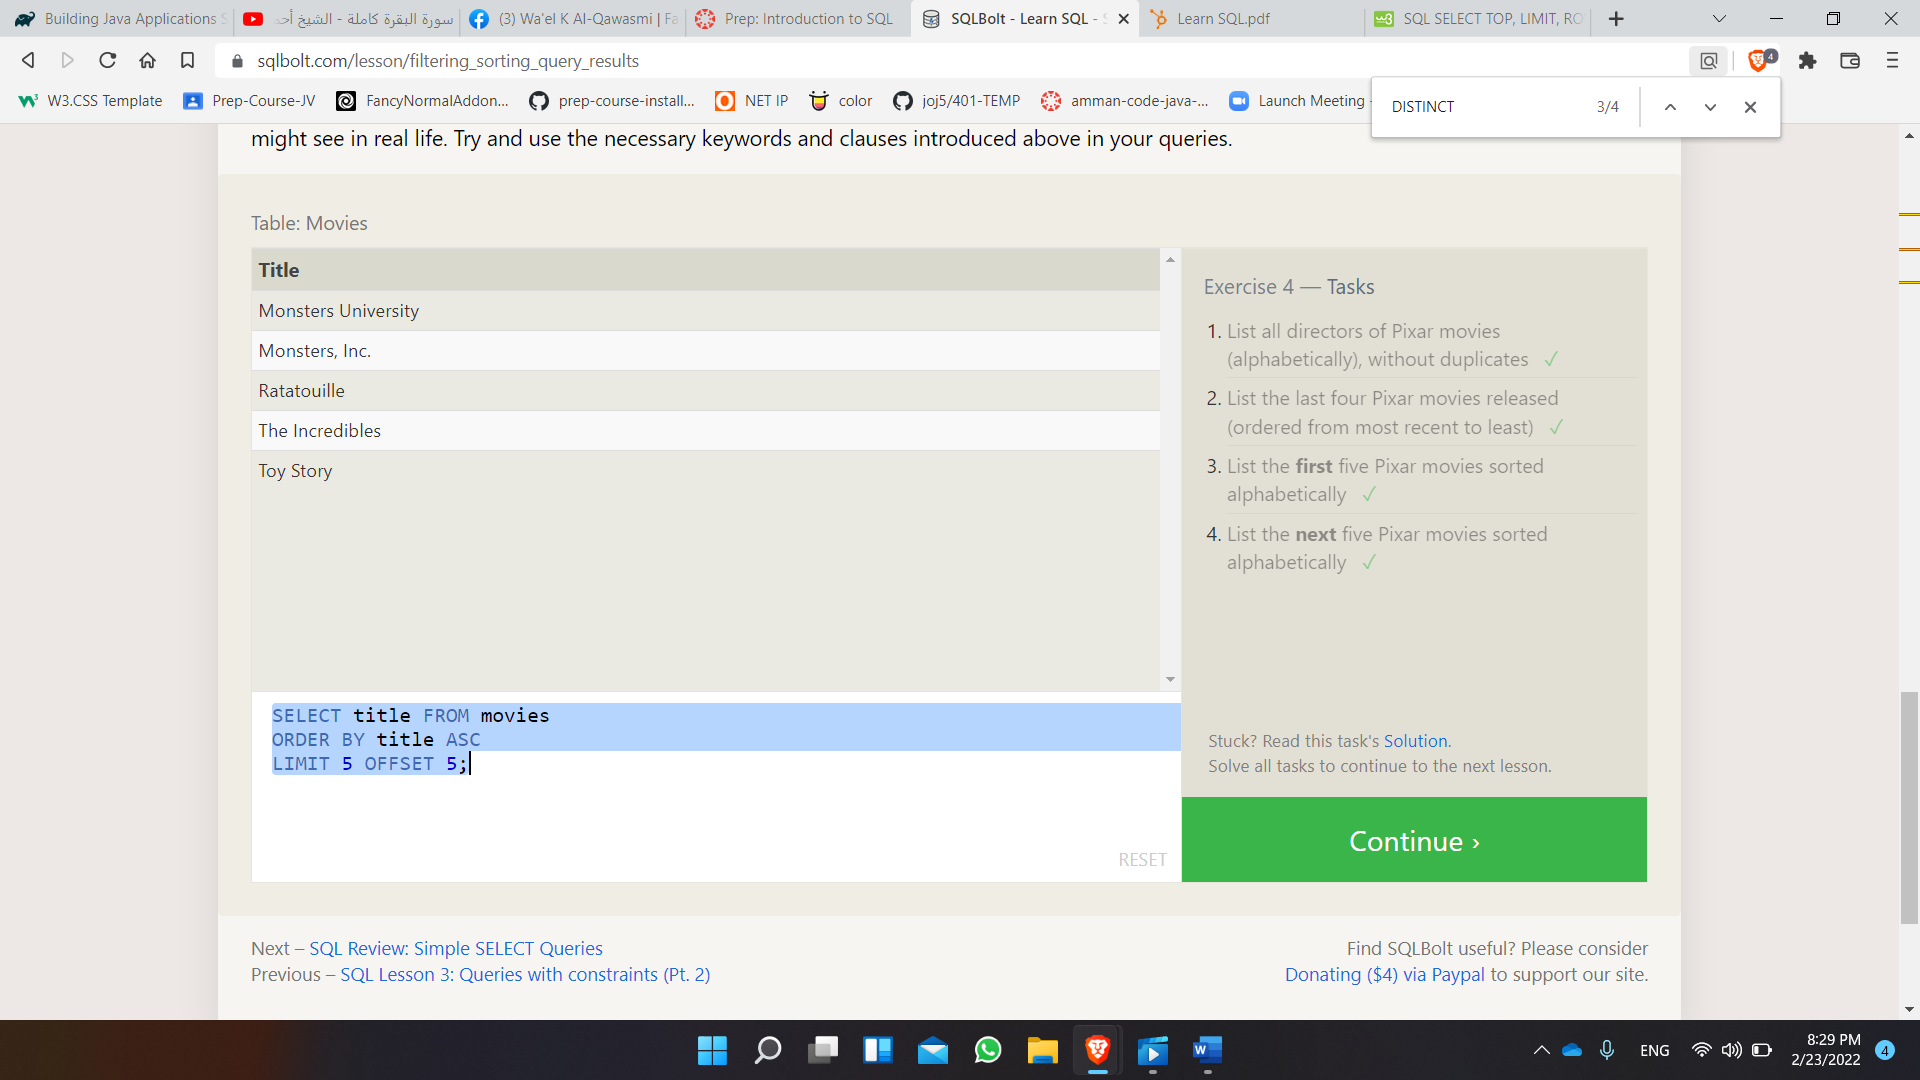 Building Java Applications S
سورة البقرة كاملة - الشيخ أحمد
(3) Wa'el K Al-Qawasmi | Fa
Prep: Introduction to SQL
SQLBolt - Learn SQL - S
Learn SQL.pdf
SQL SELECT TOP, LIMIT, RO
sqlbolt.com/lesson/filtering_sorting_query_results
4
W3.CSS Template
Prep-Course-JV
FancyNormalAddon...
prep-course-install...
NET IP
color
joj5/401-TEMP
amman-code-java-...
Launch Meeting -
DISTINCT
3/4
might see in real life. Try and use the necessary keywords and clauses introduced above in your queries.
Table: Movies
Title
Monsters University
Monsters, Inc.
Ratatouille
The Incredibles
Toy Story
SELECT title FROM movies
ORDER BY title ASC
LIMIT 5 OFFSET 5;
RESET
Exercise 4 — Tasks
1. List all directors of Pixar movies
(alphabetically), without duplicates ✓
2. List the last four Pixar movies released
(ordered from most recent to least) ✓
3. List the first five Pixar movies sorted
alphabetically ✓
4. List the next five Pixar movies sorted
alphabetically ✓
Stuck? Read this task's Solution.
Solve all tasks to continue to the next lesson.
Continue ›
Next – SQL Review: Simple SELECT Queries
Previous – SQL Lesson 3: Queries with constraints (Pt. 2)
Find SQLBolt useful? Please consider
Donating ($4) via Paypal to support our site.
ENG
8:29 PM
2/23/2022
4